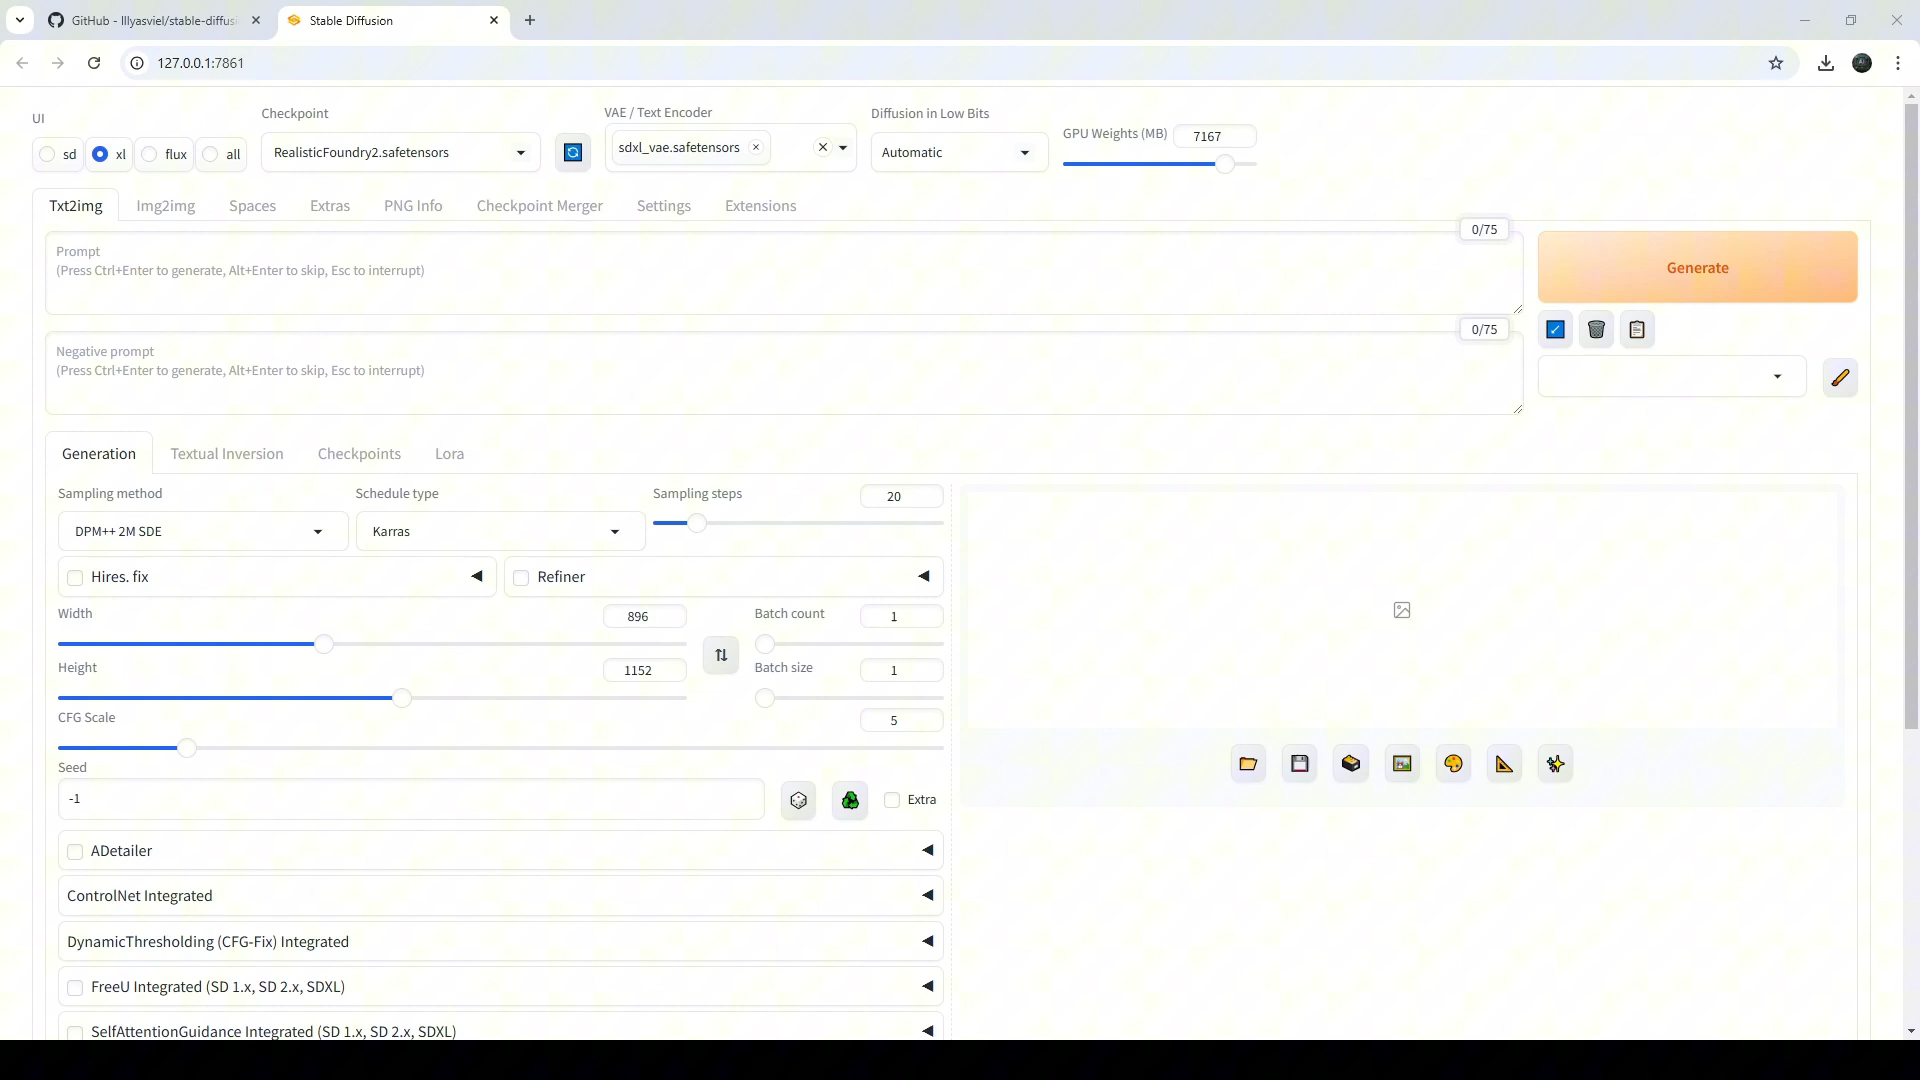 GitHub - lllyasviel/stable-diffusi
Stable Diffusion
127.0.0.1:7861
UI
sd
xl
flux
all
Checkpoint
RealisticFoundry2.safetensors
VAE / Text Encoder
sdxl_vae.safetensors
Diffusion in Low Bits
Automatic
GPU Weights (MB)
7167
Txt2img
Img2img
Spaces
Extras
PNG Info
Checkpoint Merger
Settings
Extensions
0/75
Prompt
(Press Ctrl+Enter to generate, Alt+Enter to skip, Esc to interrupt)
Generate
0/75
Negative prompt
(Press Ctrl+Enter to generate, Alt+Enter to skip, Esc to interrupt)
Generation
Textual Inversion
Checkpoints
Lora
Sampling method
DPM++ 2M SDE
Schedule type
Karras
Sampling steps
20
Hires. fix
Refiner
Width
896
Batch count
1
Height
1152
Batch size
1
CFG Scale
5
Seed
-1
Extra
ADetailer
ControlNet Integrated
DynamicThresholding (CFG-Fix) Integrated
FreeU Integrated (SD 1.x, SD 2.x, SDXL)
SelfAttentionGuidance Integrated (SD 1.x, SD 2.x, SDXL)